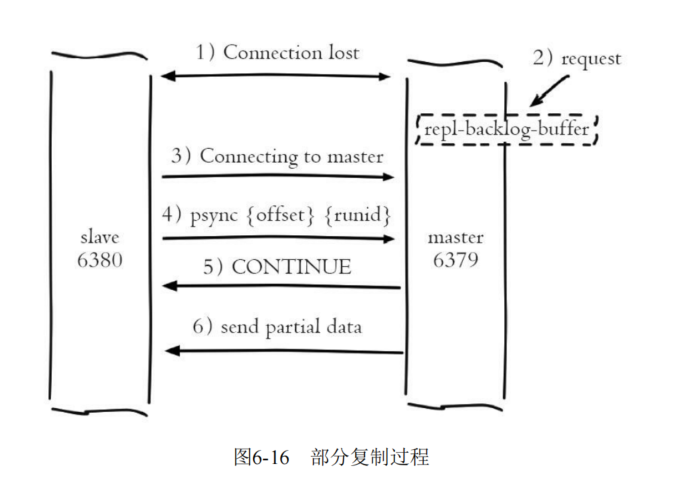 1) Connection lost
2) request
repl-backlog-buffer
3) Connecting to master
4) psync {offset} {runid}
slave
6380
master
6379
5) CONTINUE
6) send partial data
图6-16 部分复制过程